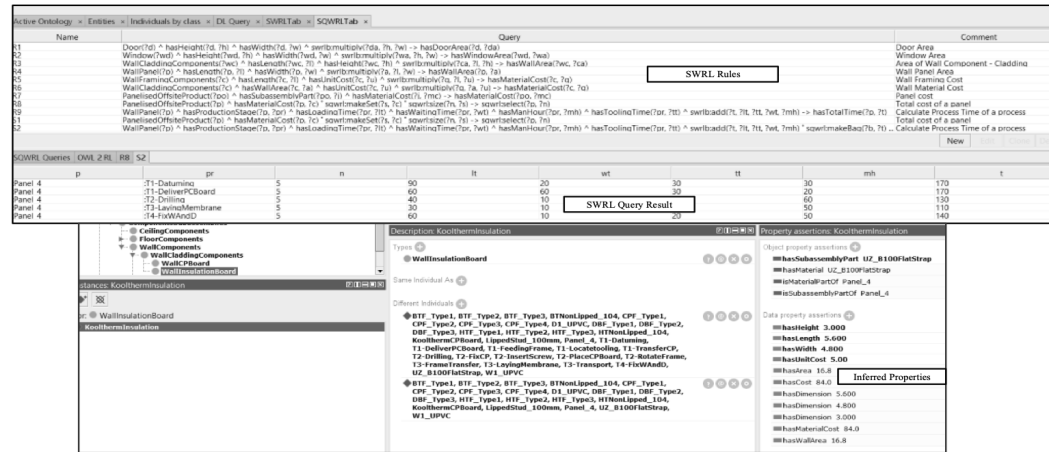 Active Ontology × Entities × Individuals by class × DL Query × SWRLTab × SQWRLTab ×
Name Query Comment
R1 Door(?d) ^ hasHeight(?d, ?h) ^ hasWidth(?d, ?w) ^ swrlb:multiply(?da, ?h, ?w) -> hasDoorArea(?d, ?da) Door Area
R2 Window(?wd) ^ hasHeight(?wd, ?h) ^ hasWidth(?wd, ?w) ^ swrlb:multiply(?wa, ?h, ?w) -> hasWindowArea(?wd, ?wa) Window Area
R3 WallCladdingComponents(?wc) ^ hasLength(?wc, ?l) ^ hasHeight(?wc, ?h) ^ swrlb:multiply(?ca, ?l, ?h) -> hasWallArea(?wc, ?ca) Area of Wall Component - Cladding
R4 WallPanel(?p) ^ hasLength(?p, ?l) ^ hasWidth(?p, ?w) ^ swrlb:multiply(?a, ?l, ?w) -> hasWallArea(?p, ?a) Wall Panel Area
R5 WallFramingComponents(?c) ^ hasLength(?c, ?l) ^ hasUnitCost(?c, ?u) ^ swrlb:multiply(?q, ?l, ?u) -> hasMaterialCost(?c, ?q) Wall Framing Cost
R6 WallCladdingComponents(?c) ^ hasWallArea(?c, ?a) ^ hasUnitCost(?c, ?u) ^ swrlb:multiply(?q, ?a, ?u) -> hasMaterialCost(?c, ?q) Wall Material Cost
R7 PanelisedOffsiteProduct(?po) ^ hasSubassemblyPart(?po, ?i) ^ hasMaterialCost(?i, ?mc) -> hasMaterialCost(?po, ?mc) Panel cost
R8 PanelisedOffsiteProduct(?p) ^ hasMaterialCost(?p, ?c) ° sqwrl:makeSet(?s, ?c) ° sqwrl:size(?n, ?s) -> sqwrl:select(?p, ?n) Total cost of a panel
R9 WallPanel(?p) ^ hasProductionStage(?p, ?pr) ^ hasLoadingTime(?pr, ?lt) ^ hasWaitingTime(?pr, ?wt) ^ hasManHour(?pr, ?mh) ^ hasToolingTime(?pr, ?tt) ^ swrlb:add(?t, ?lt, ?tt, ?wt, ?mh) -> hasTotalTime(?p, ?t) Calculate Process Time of a process
S1 PanelisedOffsiteProduct(?p) ^ hasMaterialCost(?p, ?c) ° sqwrl:makeSet(?s, ?c) ° sqwrl:size(?n, ?s) -> sqwrl:select(?p, ?n) Total cost of a panel
S2 WallPanel(?p) ^ hasProductionStage(?p, ?pr) ^ hasLoadingTime(?pr, ?lt) ^ hasWaitingTime(?pr, ?wt) ^ hasManHour(?pr, ?mh) ^ hasToolingTime(?pr, ?tt) ^ swrlb:add(?t, ?lt, ?tt, ?wt, ?mh) ° sqwrl:makeBag(?b, ?t) ... Calculate Process Time of a process
SWRL Rules
New Edit Clone
SQWRL Queries OWL 2 RL R8 S2
p pr n lt wt tt mh t
Panel 4 :T1-Datuming 5 90 20 30 30 170
Panel 4 :T1-DeliverPCBoard 5 60 60 30 20 170
Panel 4 :T2-Drilling 5 40 10 60 130
Panel 4 :T3-LayingMembrane 5 30 10 50 110
Panel 4 :T4-FixWAndD 5 60 10 20 50 140
SWRL Query Result
CeilingComponents
FloorComponents
WallComponents
WallCladdingComponents
WallCPBoard
WallInsulationBoard
stances: KoolthermInsulation
or: WallInsulationBoard
KoolthermInsulation
Description: KoolthermInsulation
Types
WallInsulationBoard
Same Individual As
Different Individuals
BTF_Type1, BTF_Type2, BTF_Type3, BTNonLipped_104, CPF_Type1,
CPF_Type2, CPF_Type3, CPF_Type4, D1_UPVC, DBF_Type1, DBF_Type2,
DBF_Type3, HTF_Type1, HTF_Type2, HTF_Type3, HTNonLipped_104,
KoolthermCPBoard, LippedStud_100mm, Panel_4, T1-Datuming,
T1-DeliverPCBoard, T1-FeedingFrame, T1-Locatetooling, T1-TransferCP,
T2-Drilling, T2-FixCP, T2-InsertScrew, T2-PlaceCPBoard, T2-RotateFrame,
T3-FrameTransfer, T3-LayingMembrane, T3-Transport, T4-FixWAndD,
UZ_B100FlatStrap, W1_UPVC
BTF_Type1, BTF_Type2, BTF_Type3, BTNonLipped_104, CPF_Type1,
CPF_Type2, CPF_Type3, CPF_Type4, D1_UPVC, DBF_Type1, DBF_Type2,
DBF_Type3, HTF_Type1, HTF_Type2, HTF_Type3, HTNonLipped_104,
KoolthermCPBoard, LippedStud_100mm, Panel_4, UZ_B100FlatStrap,
W1_UPVC
Property assertions: KoolthermInsulation
Object property assertions
hasSubassemblyPart UZ_B100FlatStrap
hasMaterial UZ_B100FlatStrap
isMaterialPartOf Panel_4
isSubassemblyPartOf Panel_4
Data property assertions
hasHeight 3.000
hasLength 5.600
hasWidth 4.800
hasUnitCost 5.00
hasArea 16.8
hasCost 84.0
Inferred Properties
hasDimension 5.600
hasDimension 4.800
hasDimension 3.000
hasMaterialCost 84.0
hasWallArea 16.8